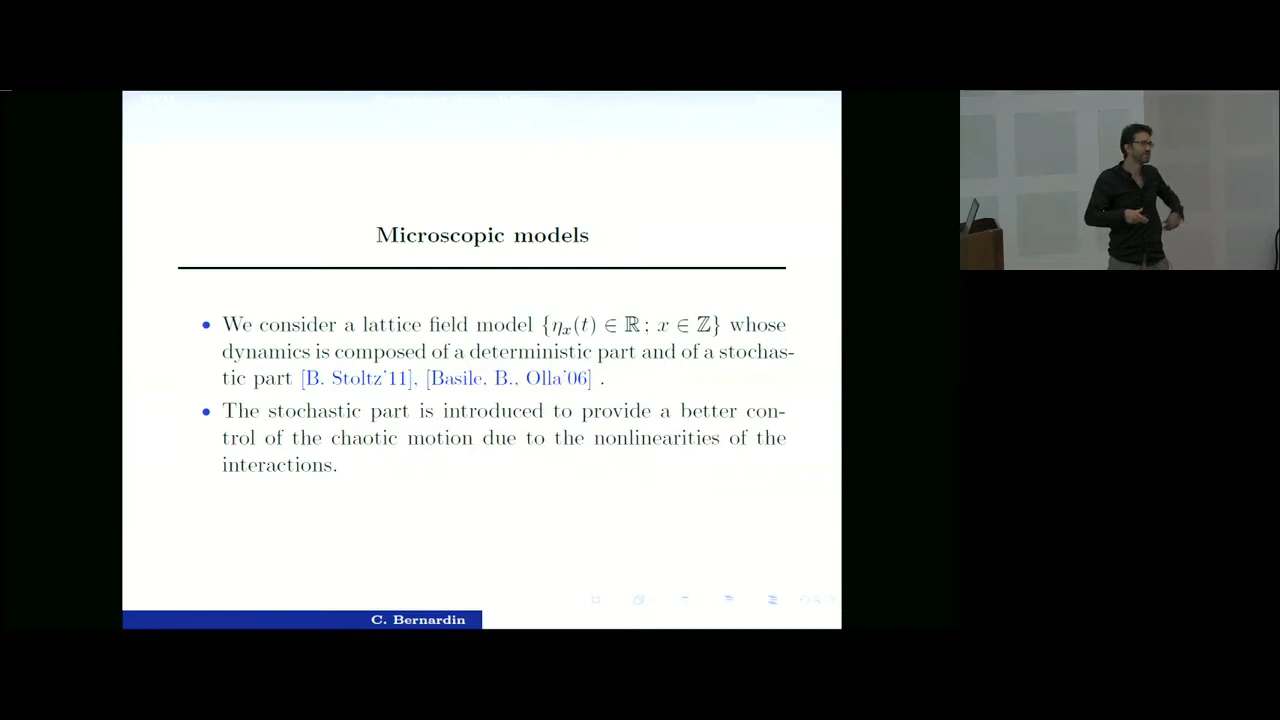 Microscopic models
• We consider a lattice field model {ηₓ(t) ∈ ℝ ; x ∈ ℤ} whose
dynamics is composed of a deterministic part and of a stochas-
tic part [B. Stoltz'11], [Basile, B., Olla'06] .
• The stochastic part is introduced to provide a better con-
trol of the chaotic motion due to the nonlinearities of the
interactions.
C. Bernardin